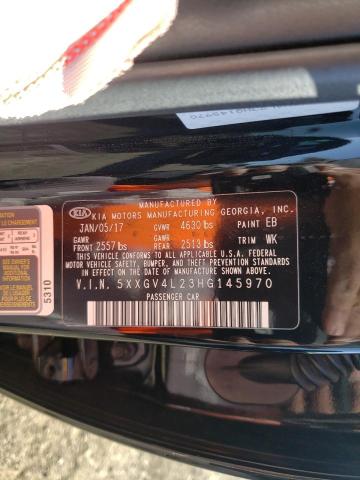 KIA
MANUFACTURED BY
KIA MOTORS MANUFACTURING GEORGIA, INC.
JAN/05/17 GVWR 4630 lbs PAINT EB
GAWR GAWR
FRONT 2557 lbs REAR 2513 lbs TRIM WK
THIS VEHICLE CONFORMS TO ALL APPLICABLE U.S.A. FEDERAL
MOTOR VEHICLE SAFETY, BUMPER, AND THEFT PREVENTION STANDARDS
IN EFFECT ON THE DATE OF MANUFACTURE SHOWN ABOVE.
V.I.N. 5XXGV4L23HG145970
PASSENGER CAR
5310